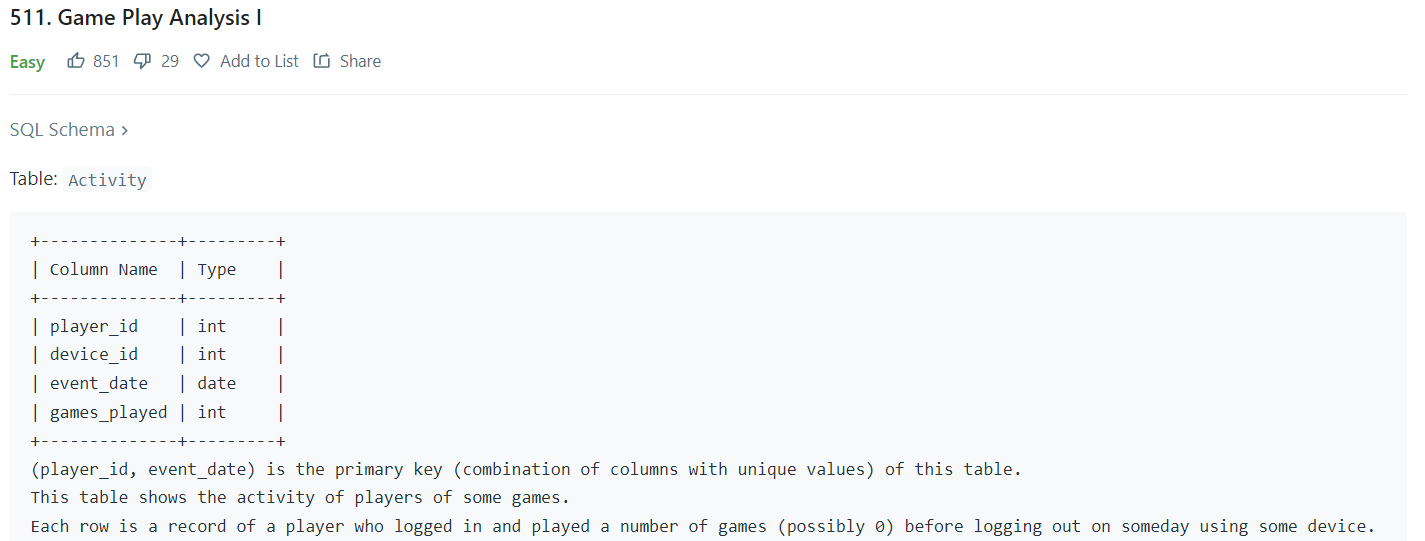 511. Game Play Analysis I
Easy 851 29 Add to List Share
SQL Schema >
Table: Activity
+--------------+---------+
| Column Name  | Type    |
+--------------+---------+
| player_id    | int     |
| device_id    | int     |
| event_date   | date    |
| games_played | int     |
+--------------+---------+
(player_id, event_date) is the primary key (combination of columns with unique values) of this table.
This table shows the activity of players of some games.
Each row is a record of a player who logged in and played a number of games (possibly 0) before logging out on someday using some device.